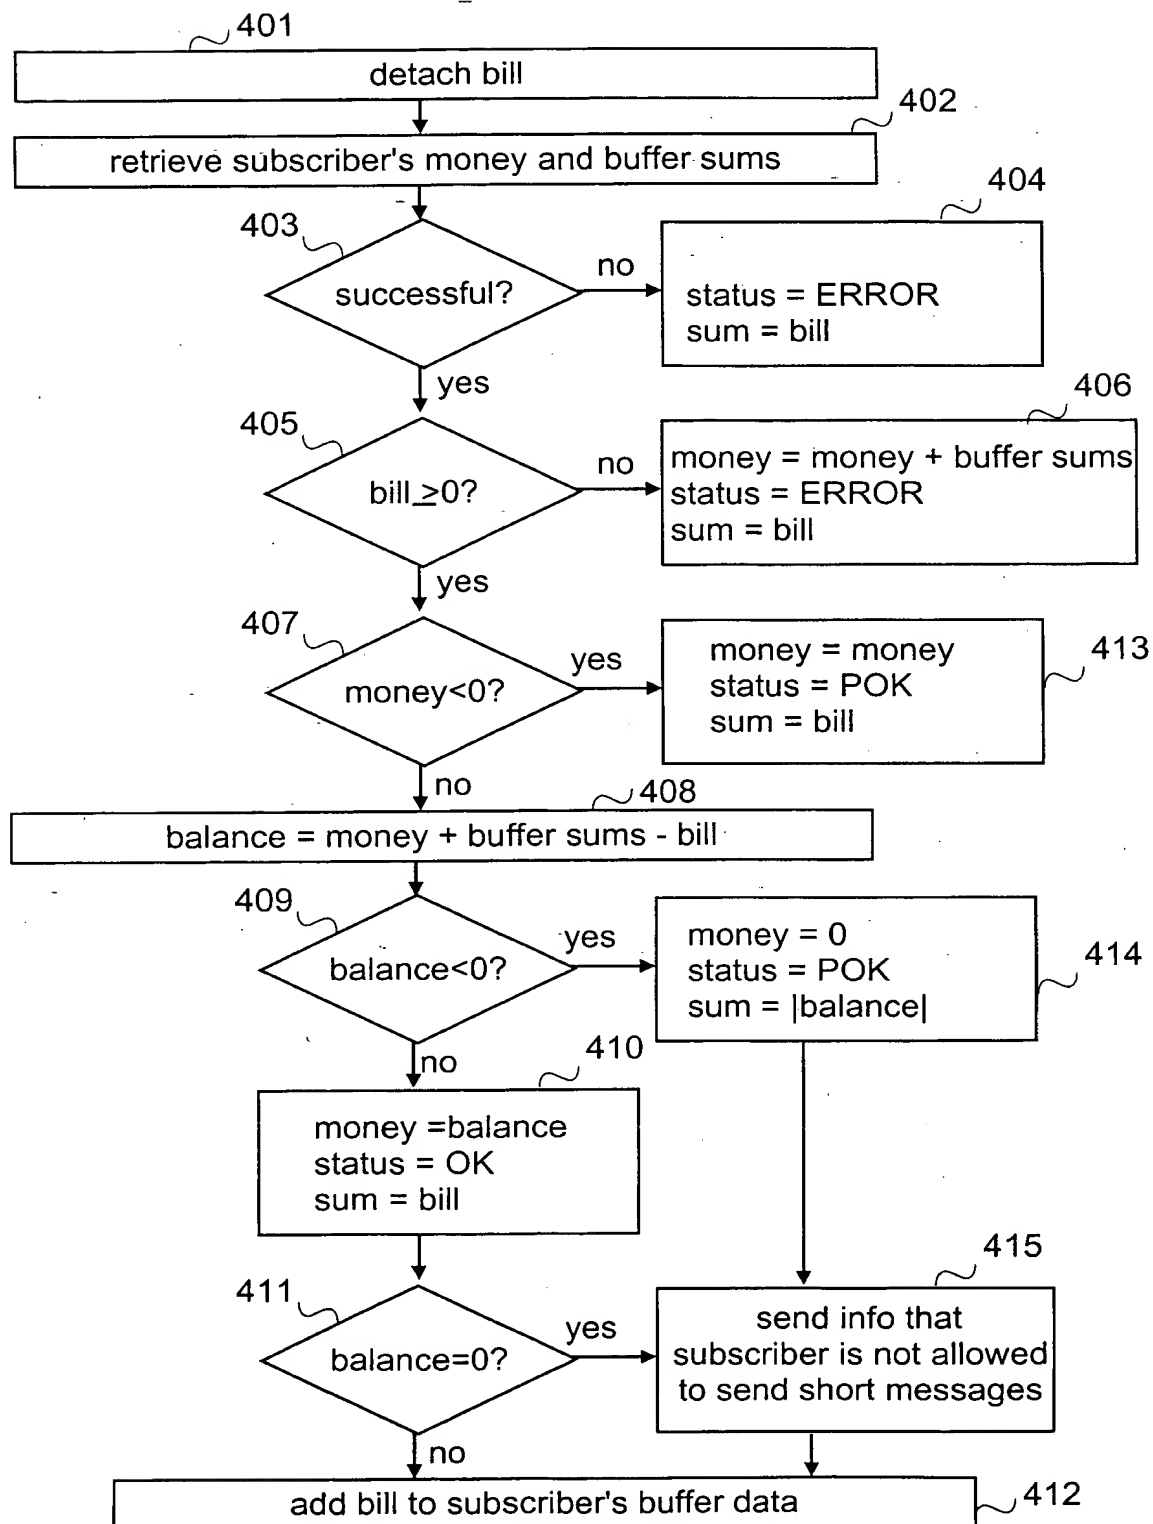 401
detach bill
402
retrieve subscriber's money and buffer sums
403
successful?
no
404
status = ERROR
sum = bill
yes
405
bill ≥0?
no
406
money = money + buffer sums
status = ERROR
sum = bill
yes
407
money<0?
yes
413
money = money
status = POK
sum = bill
no
408
balance = money + buffer sums - bill
409
balance<0?
yes
414
money = 0
status = POK
sum = |balance|
no
410
money =balance
status = OK
sum = bill
411
balance=0?
yes
415
send info that
subscriber is not allowed
to send short messages
no
412
add bill to subscriber's buffer data